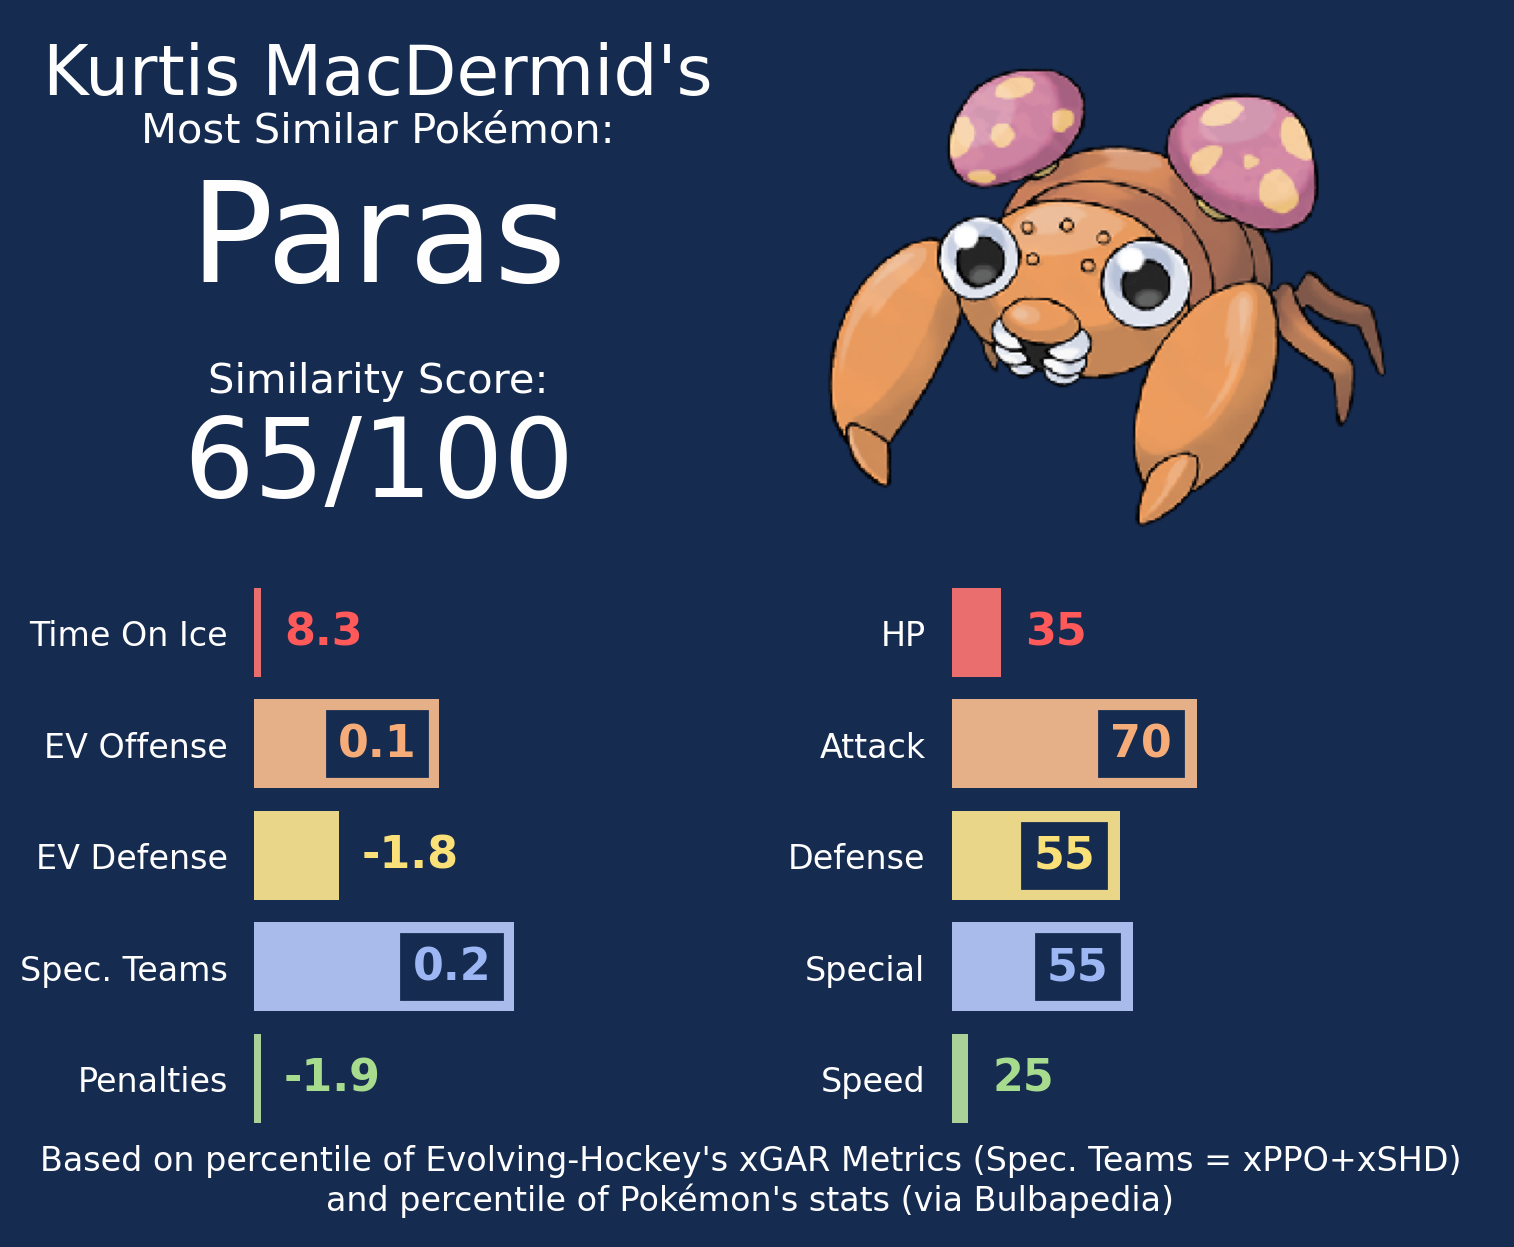 Kurtis MacDermid's
Most Similar Pokémon:
Paras
Similarity Score:
65/100
Time On Ice 8.3
EV Offense 0.1
EV Defense -1.8
Spec. Teams 0.2
Penalties -1.9
HP 35
Attack 70
Defense 55
Special 55
Speed 25
Based on percentile of Evolving-Hockey's xGAR Metrics (Spec. Teams = xPPO+xSHD)
and percentile of Pokémon's stats (via Bulbapedia)